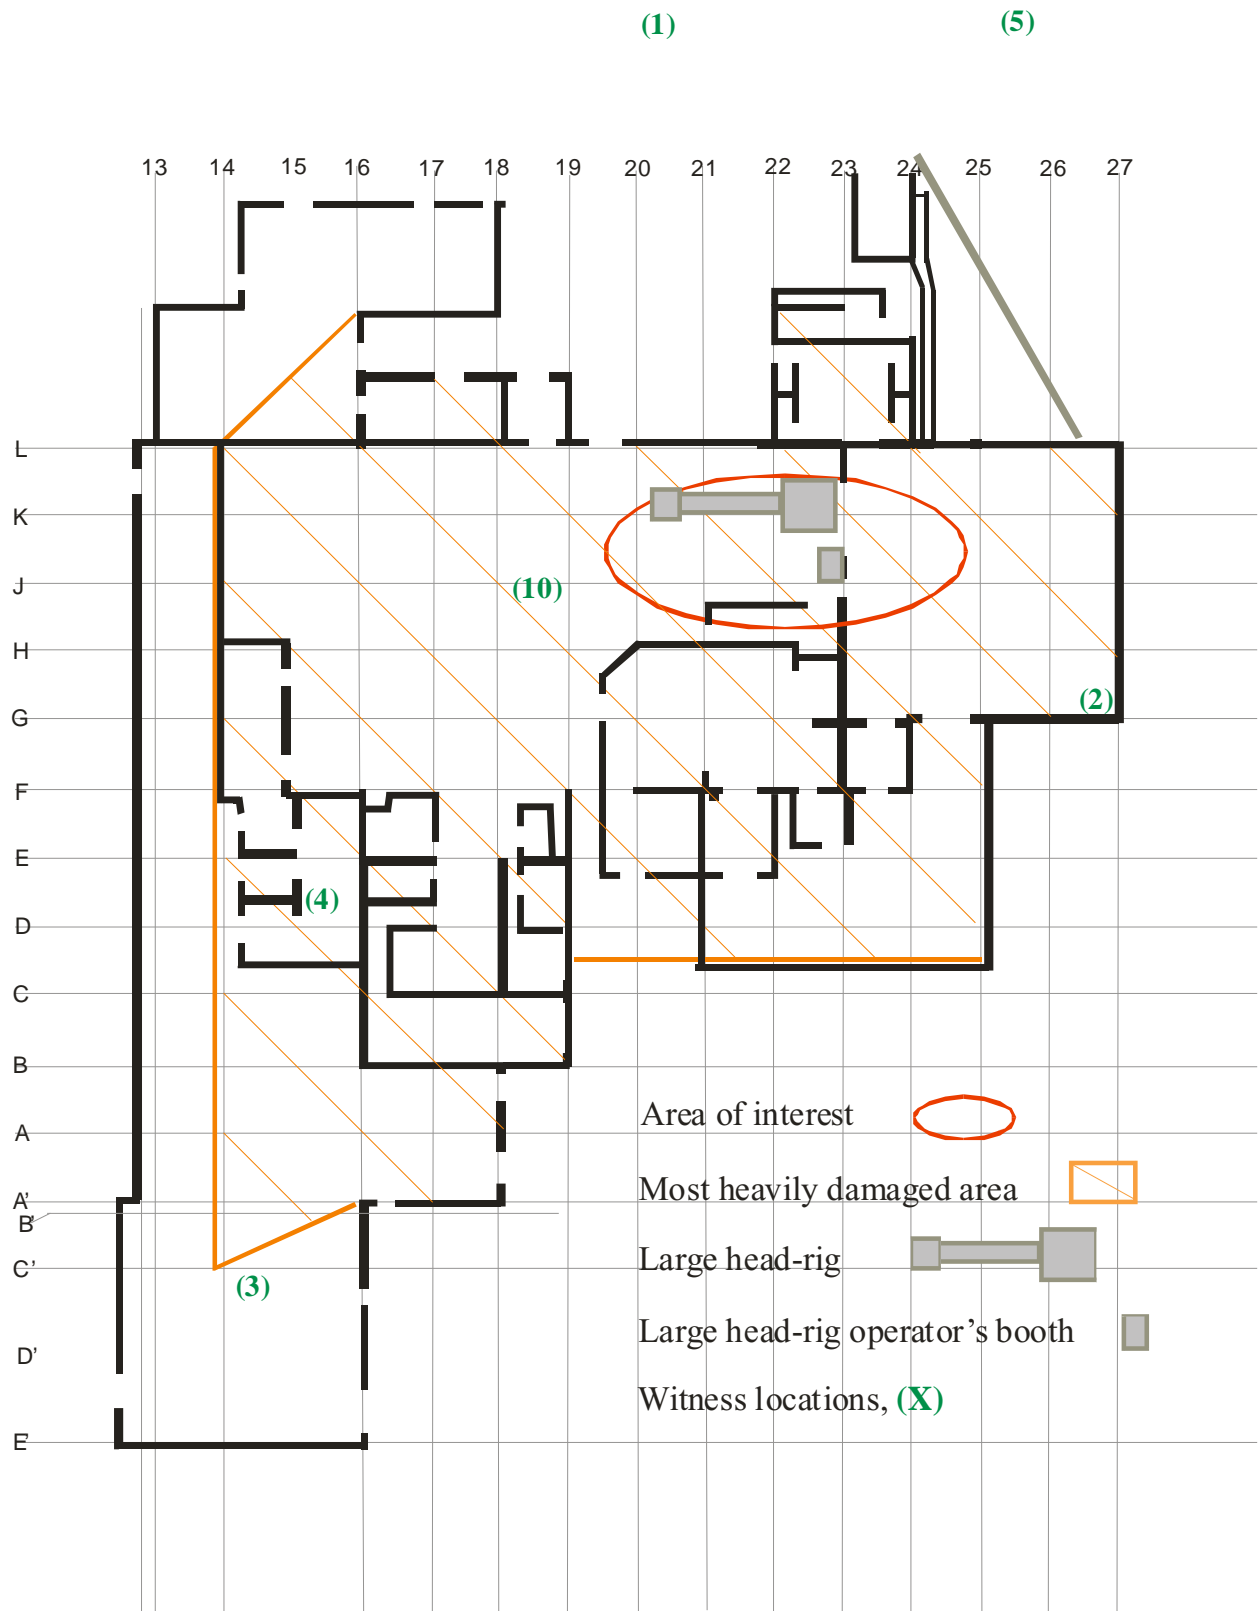 (1) (5)
13 14 15 16 17 18 19 20 21 22 23 24 25 26 27
L
K
J
(10)
H
G
(2)
F
E
(4)
D
C
B
A
Area of interest
A'
B'
Most heavily damaged area
C'
(3)
Large head-rig
D'
Large head-rig operator’s booth
Witness locations, (X)
E'